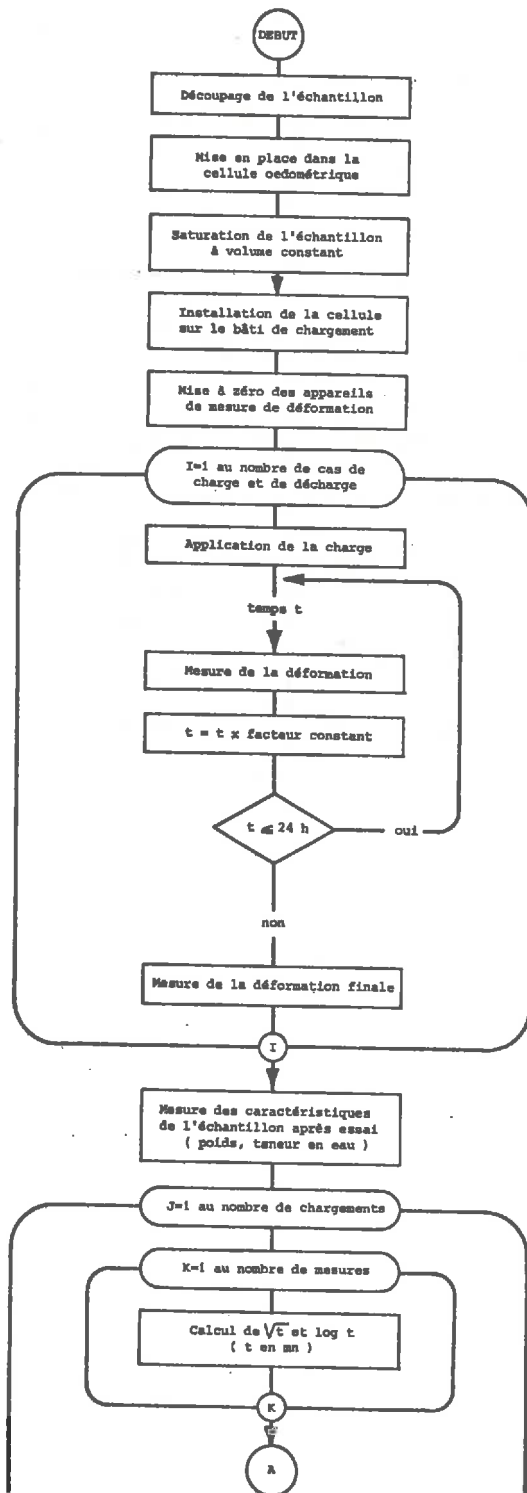 DEBUT
Découpage de l'échantillon
Mise en place dans la
cellule oedométrique
Saturation de l'échantillon
à volume constant
Installation de la cellule
sur le bâti de chargement
Mise à zéro des appareils
de mesure de déformation
I=1 au nombre de cas de
charge et de décharge
Application de la charge
temps t
Mesure de la déformation
t = t x facteur constant
t ⩽ 24 h
oui
non
Mesure de la déformation finale
I
Mesure des caractéristiques
de l'échantillon après essai
( poids, teneur en eau )
J=1 au nombre de chargements
K=1 au nombre de mesures
Calcul de √t et log t
( t en mn )
K
A